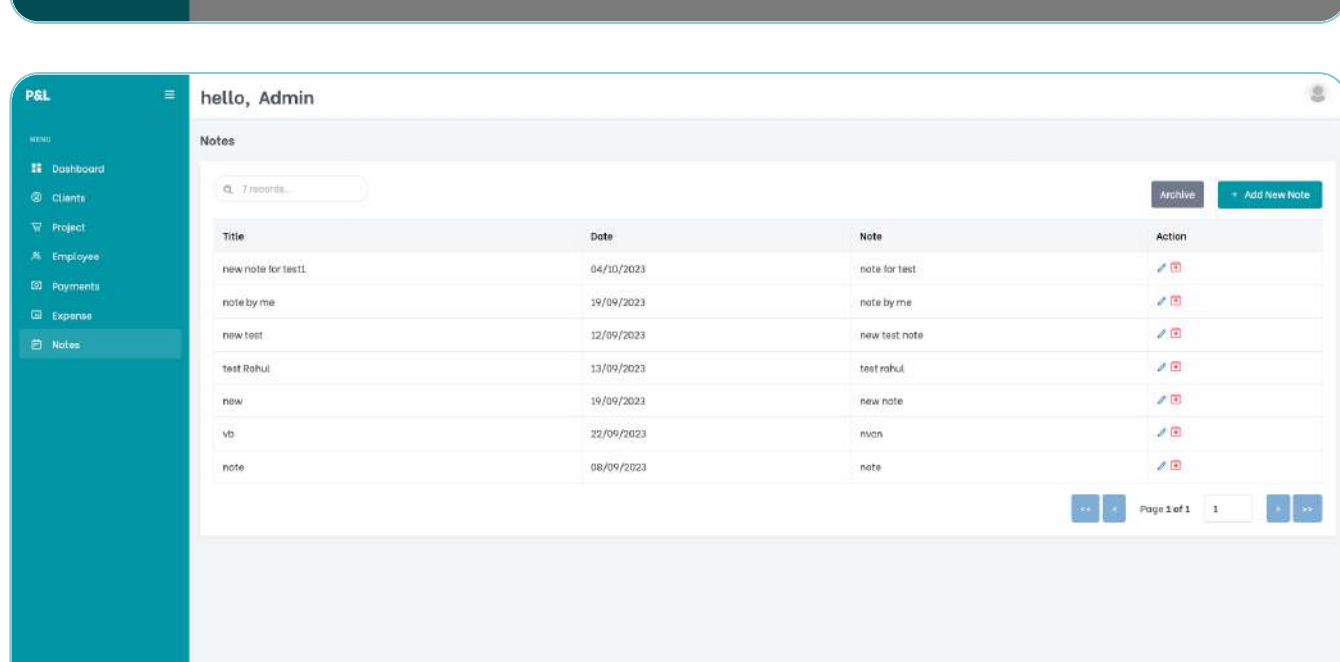 P&L
hello, Admin
MENU
Notes
Dashboard
Clients
Project
Employee
Payments
Expense
Notes
7 records...
Archive
+ Add New Note
Title Date Note Action
new note for test1 04/10/2023 note for test
note by me 19/09/2023 note by me
new test 12/09/2023 new test note
test Rahul 13/09/2023 test rahul
new 19/09/2023 new note
vb 22/09/2023 nvan
note 08/09/2023 note
<< < Page 1 of 1 1 > >>